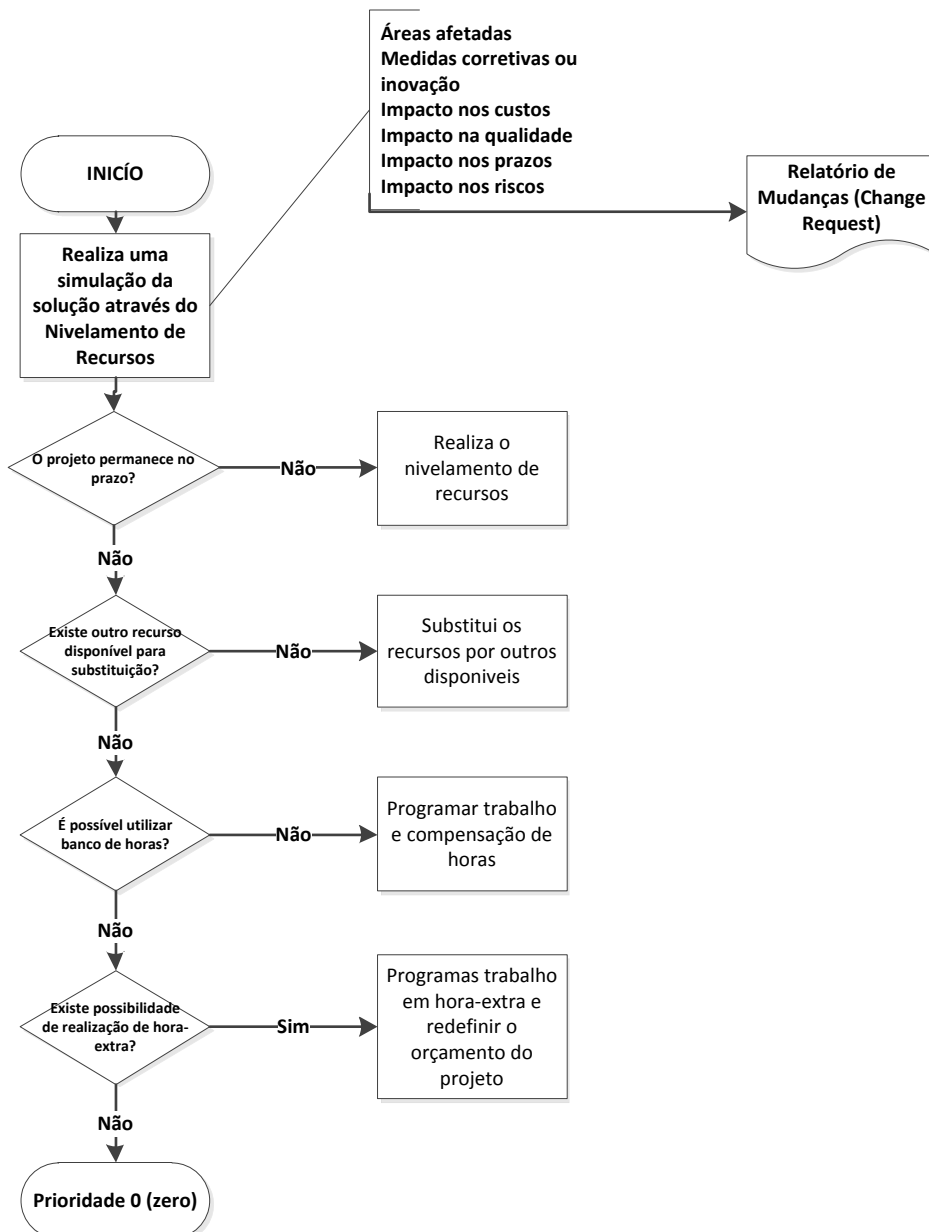 Áreas afetadas
Medidas corretivas ou
inovação
Impacto nos custos
Impacto na qualidade
Impacto nos prazos
Impacto nos riscos
INICÍO
Relatório de
Mudanças (Change
Request)
Realiza uma
simulação da
solução através do
Nivelamento de
Recursos
O projeto permanece no
prazo?
Não
Realiza o
nivelamento de
recursos
Não
Existe outro recurso
disponível para
substituição?
Não
Substitui os
recursos por outros
disponiveis
Não
É possível utilizar
banco de horas?
Não
Programar trabalho
e compensação de
horas
Não
Existe possibilidade
de realização de hora-
extra?
Sim
Programas trabalho
em hora-extra e
redefinir o
orçamento do
projeto
Não
Prioridade 0 (zero)